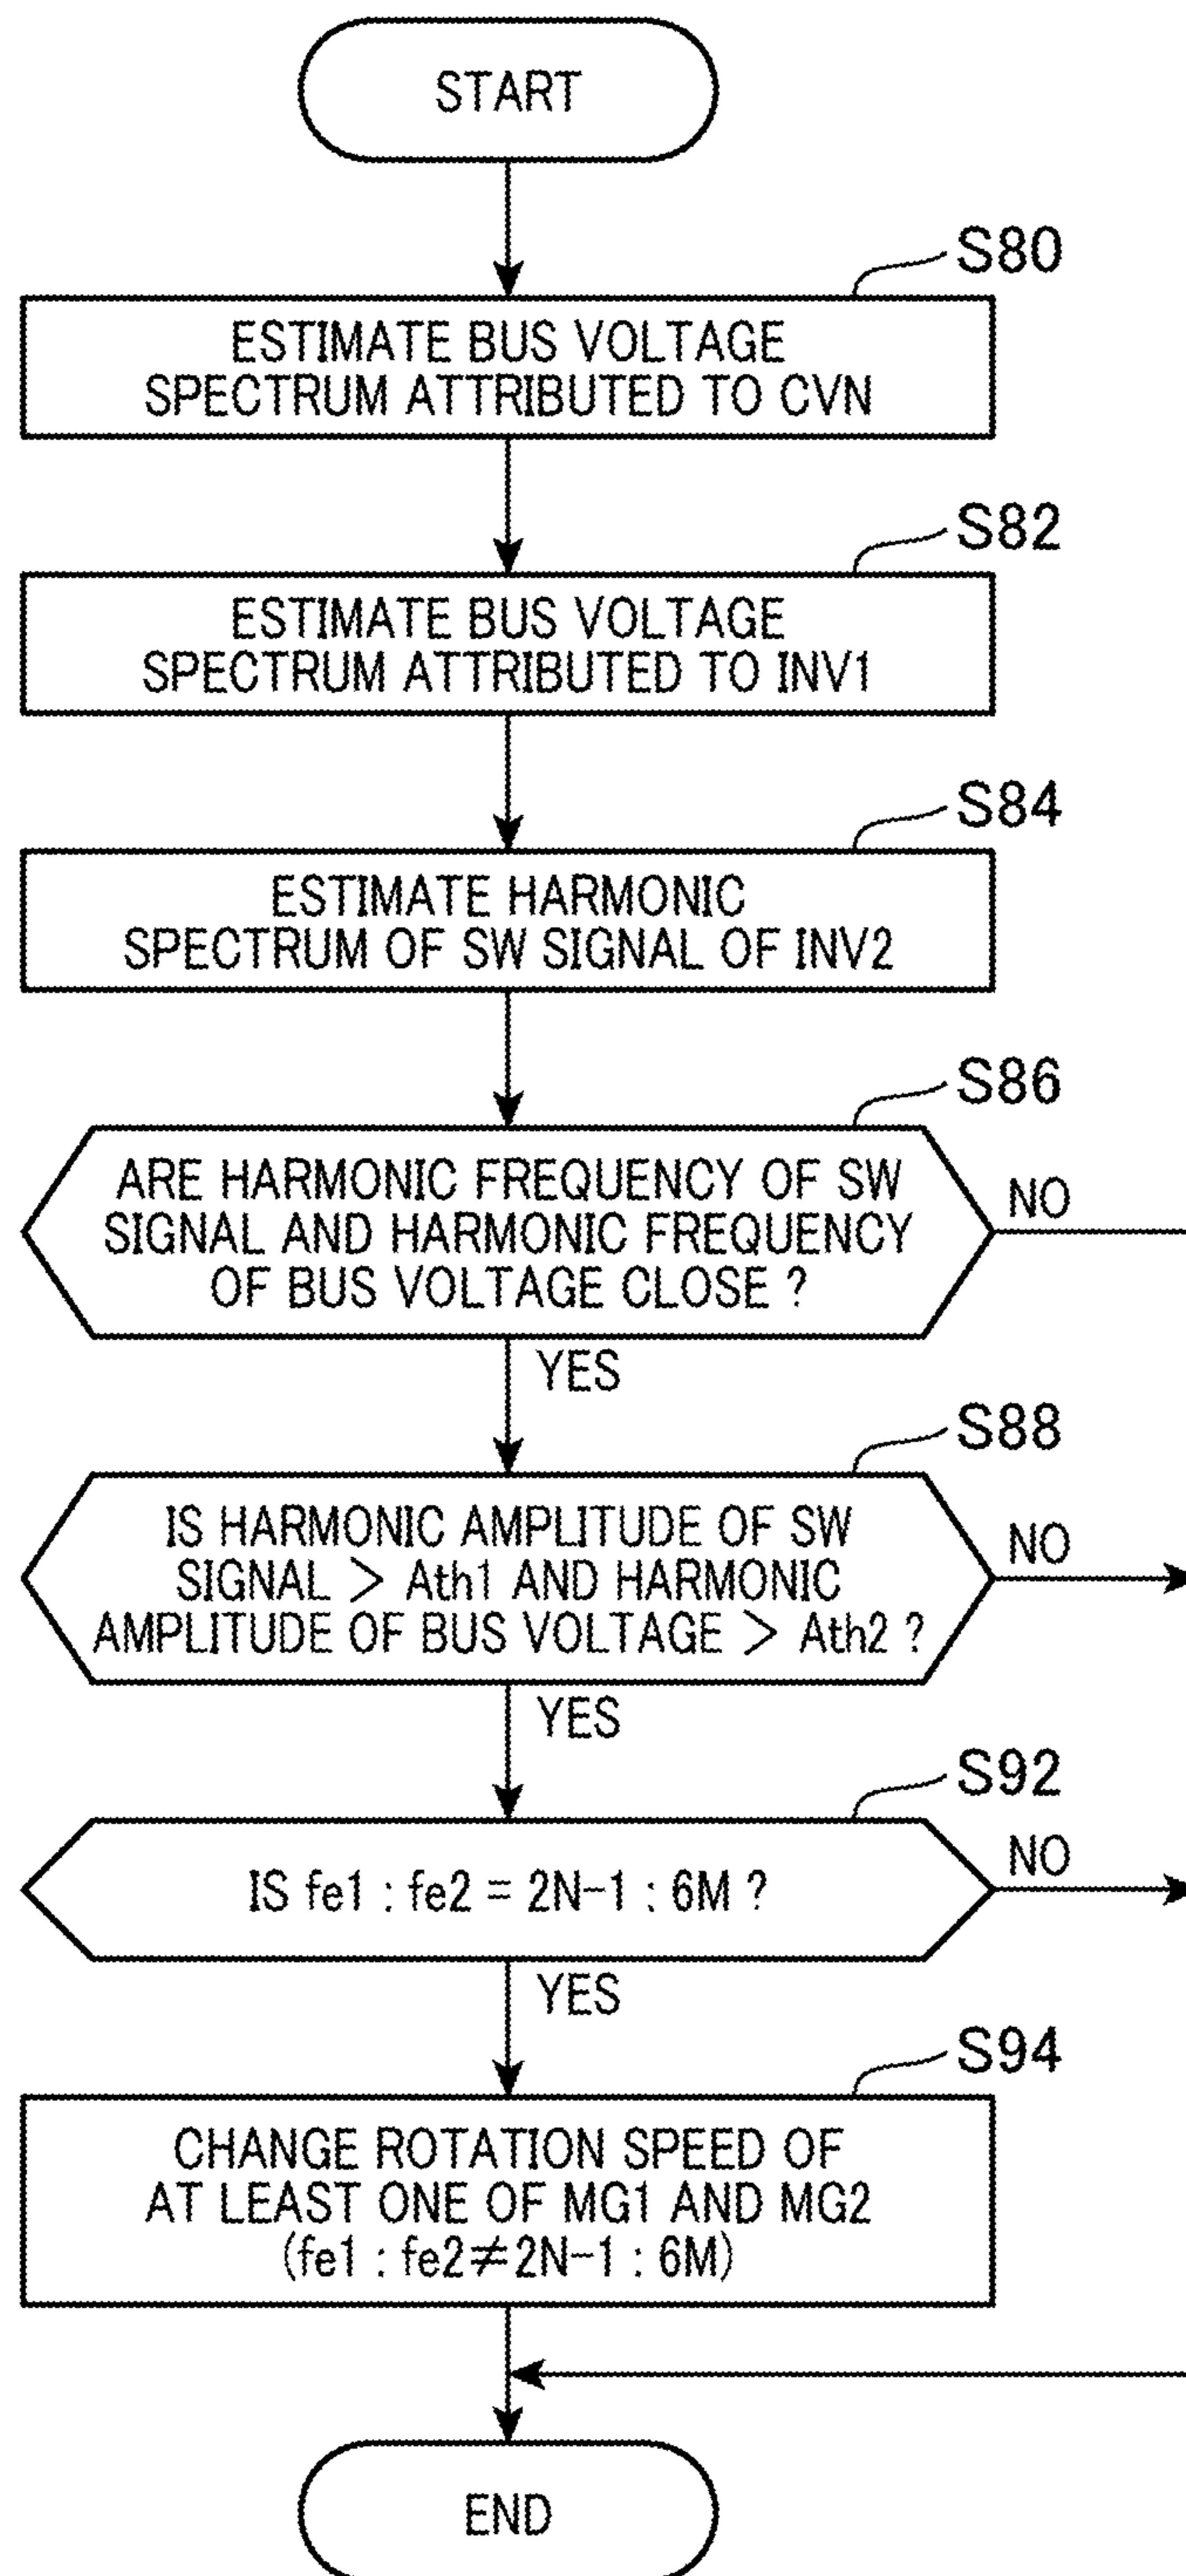 START
S80
ESTIMATE BUS VOLTAGE
SPECTRUM ATTRIBUTED TO CVN
S82
ESTIMATE BUS VOLTAGE
SPECTRUM ATTRIBUTED TO INV1
S84
ESTIMATE HARMONIC
SPECTRUM OF SW SIGNAL OF INV2
S86
ARE HARMONIC FREQUENCY OF SW
SIGNAL AND HARMONIC FREQUENCY
OF BUS VOLTAGE CLOSE ?
NO
YES
S88
IS HARMONIC AMPLITUDE OF SW
SIGNAL > Ath1 AND HARMONIC
AMPLITUDE OF BUS VOLTAGE > Ath2 ?
NO
YES
S92
IS fe1 : fe2 = 2N-1 : 6M ?
NO
YES
S94
CHANGE ROTATION SPEED OF
AT LEAST ONE OF MG1 AND MG2
(fe1 : fe2≠2N-1 : 6M)
END